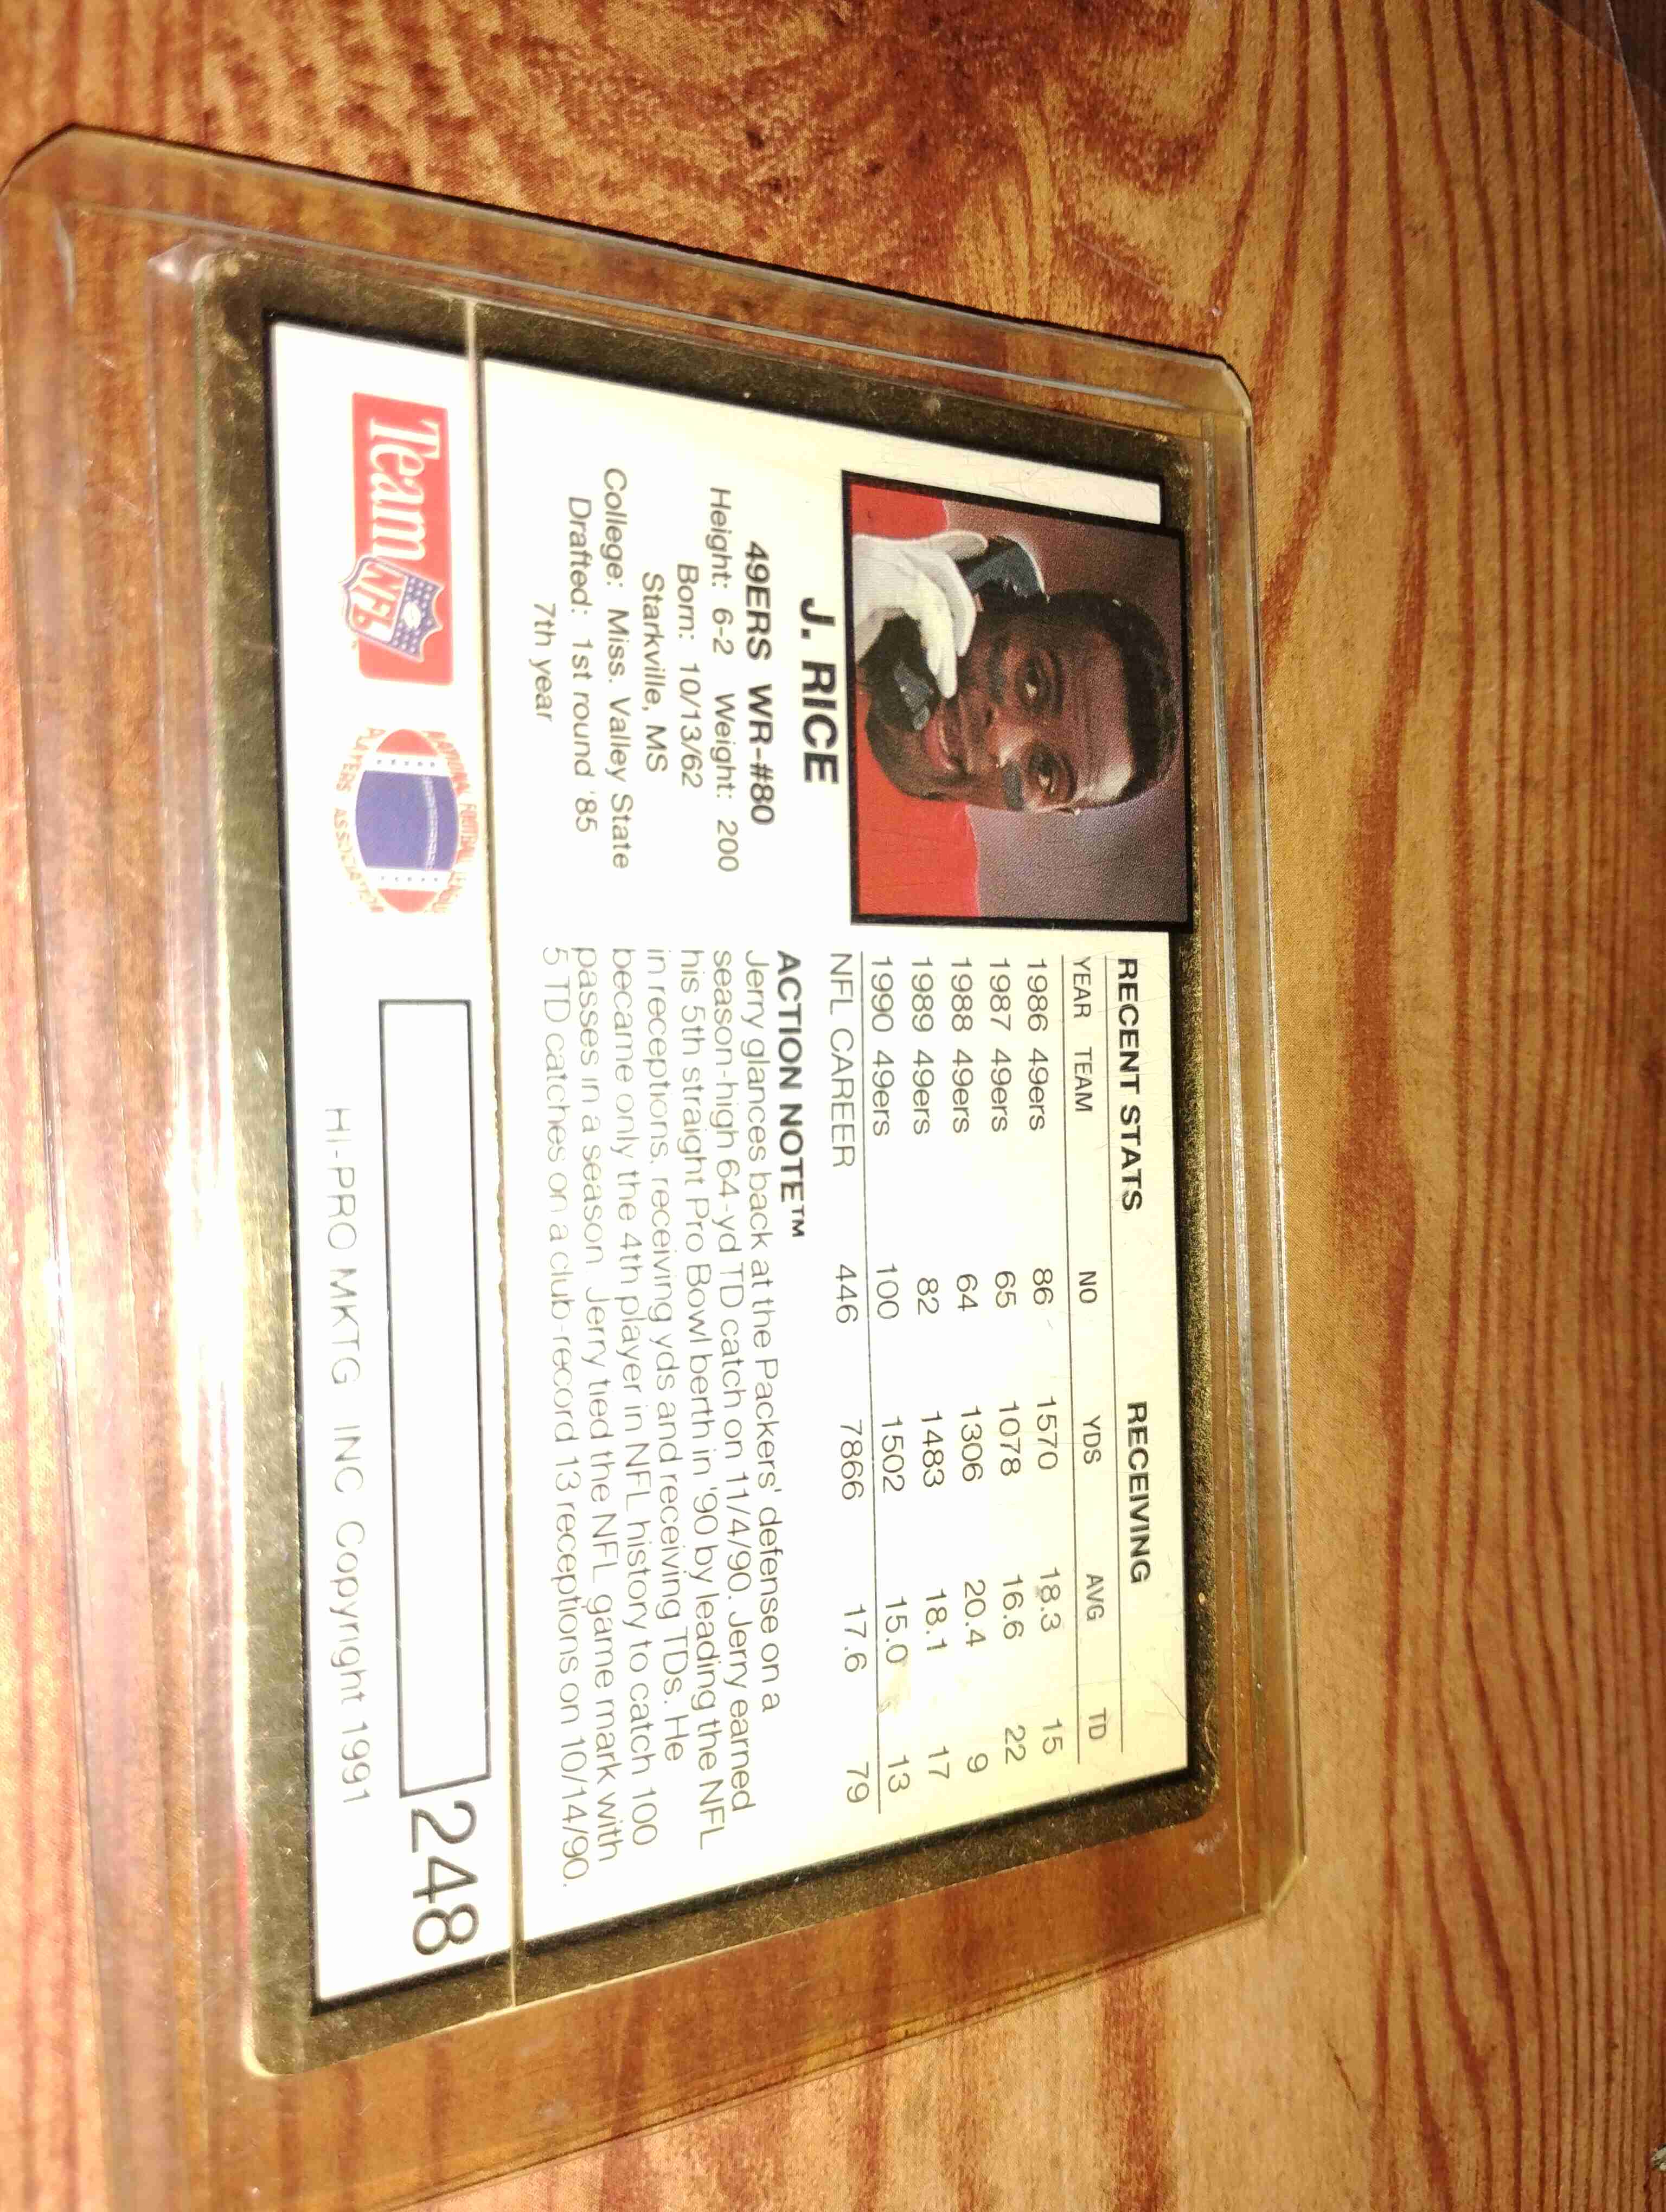 J. RICE
49ERS WR-#80
Height: 6-2 Weight: 200
Born: 10/13/62
Starkville, MS
College: Miss. Valley State
Drafted: 1st round '85
7th year
RECENT STATS RECEIVING
YEAR TEAM NO YDS AVG TD
1986 49ers 86 1570 18.3 15
1987 49ers 65 1078 16.6 22
1988 49ers 64 1306 20.4 9
1989 49ers 82 1483 18.1 17
1990 49ers 100 1502 15.0 13
NFL CAREER 446 7866 17.6 79
ACTION NOTE™
Jerry glances back at the Packers' defense on a
season-high 64-yd TD catch on 11/4/90. Jerry earned
his 5th straight Pro Bowl berth in '90 by leading the NFL
in receptions, receiving yds and receiving TDs. He
became only the 4th player in NFL history to catch 100
passes in a season. Jerry tied the NFL game mark with
5 TD catches on a club-record 13 receptions on 10/14/90.
Team NFL
NATIONAL FOOTBALL LEAGUE
PLAYERS ASSOCIATION
248
HI-PRO MKTG INC Copyright 1991